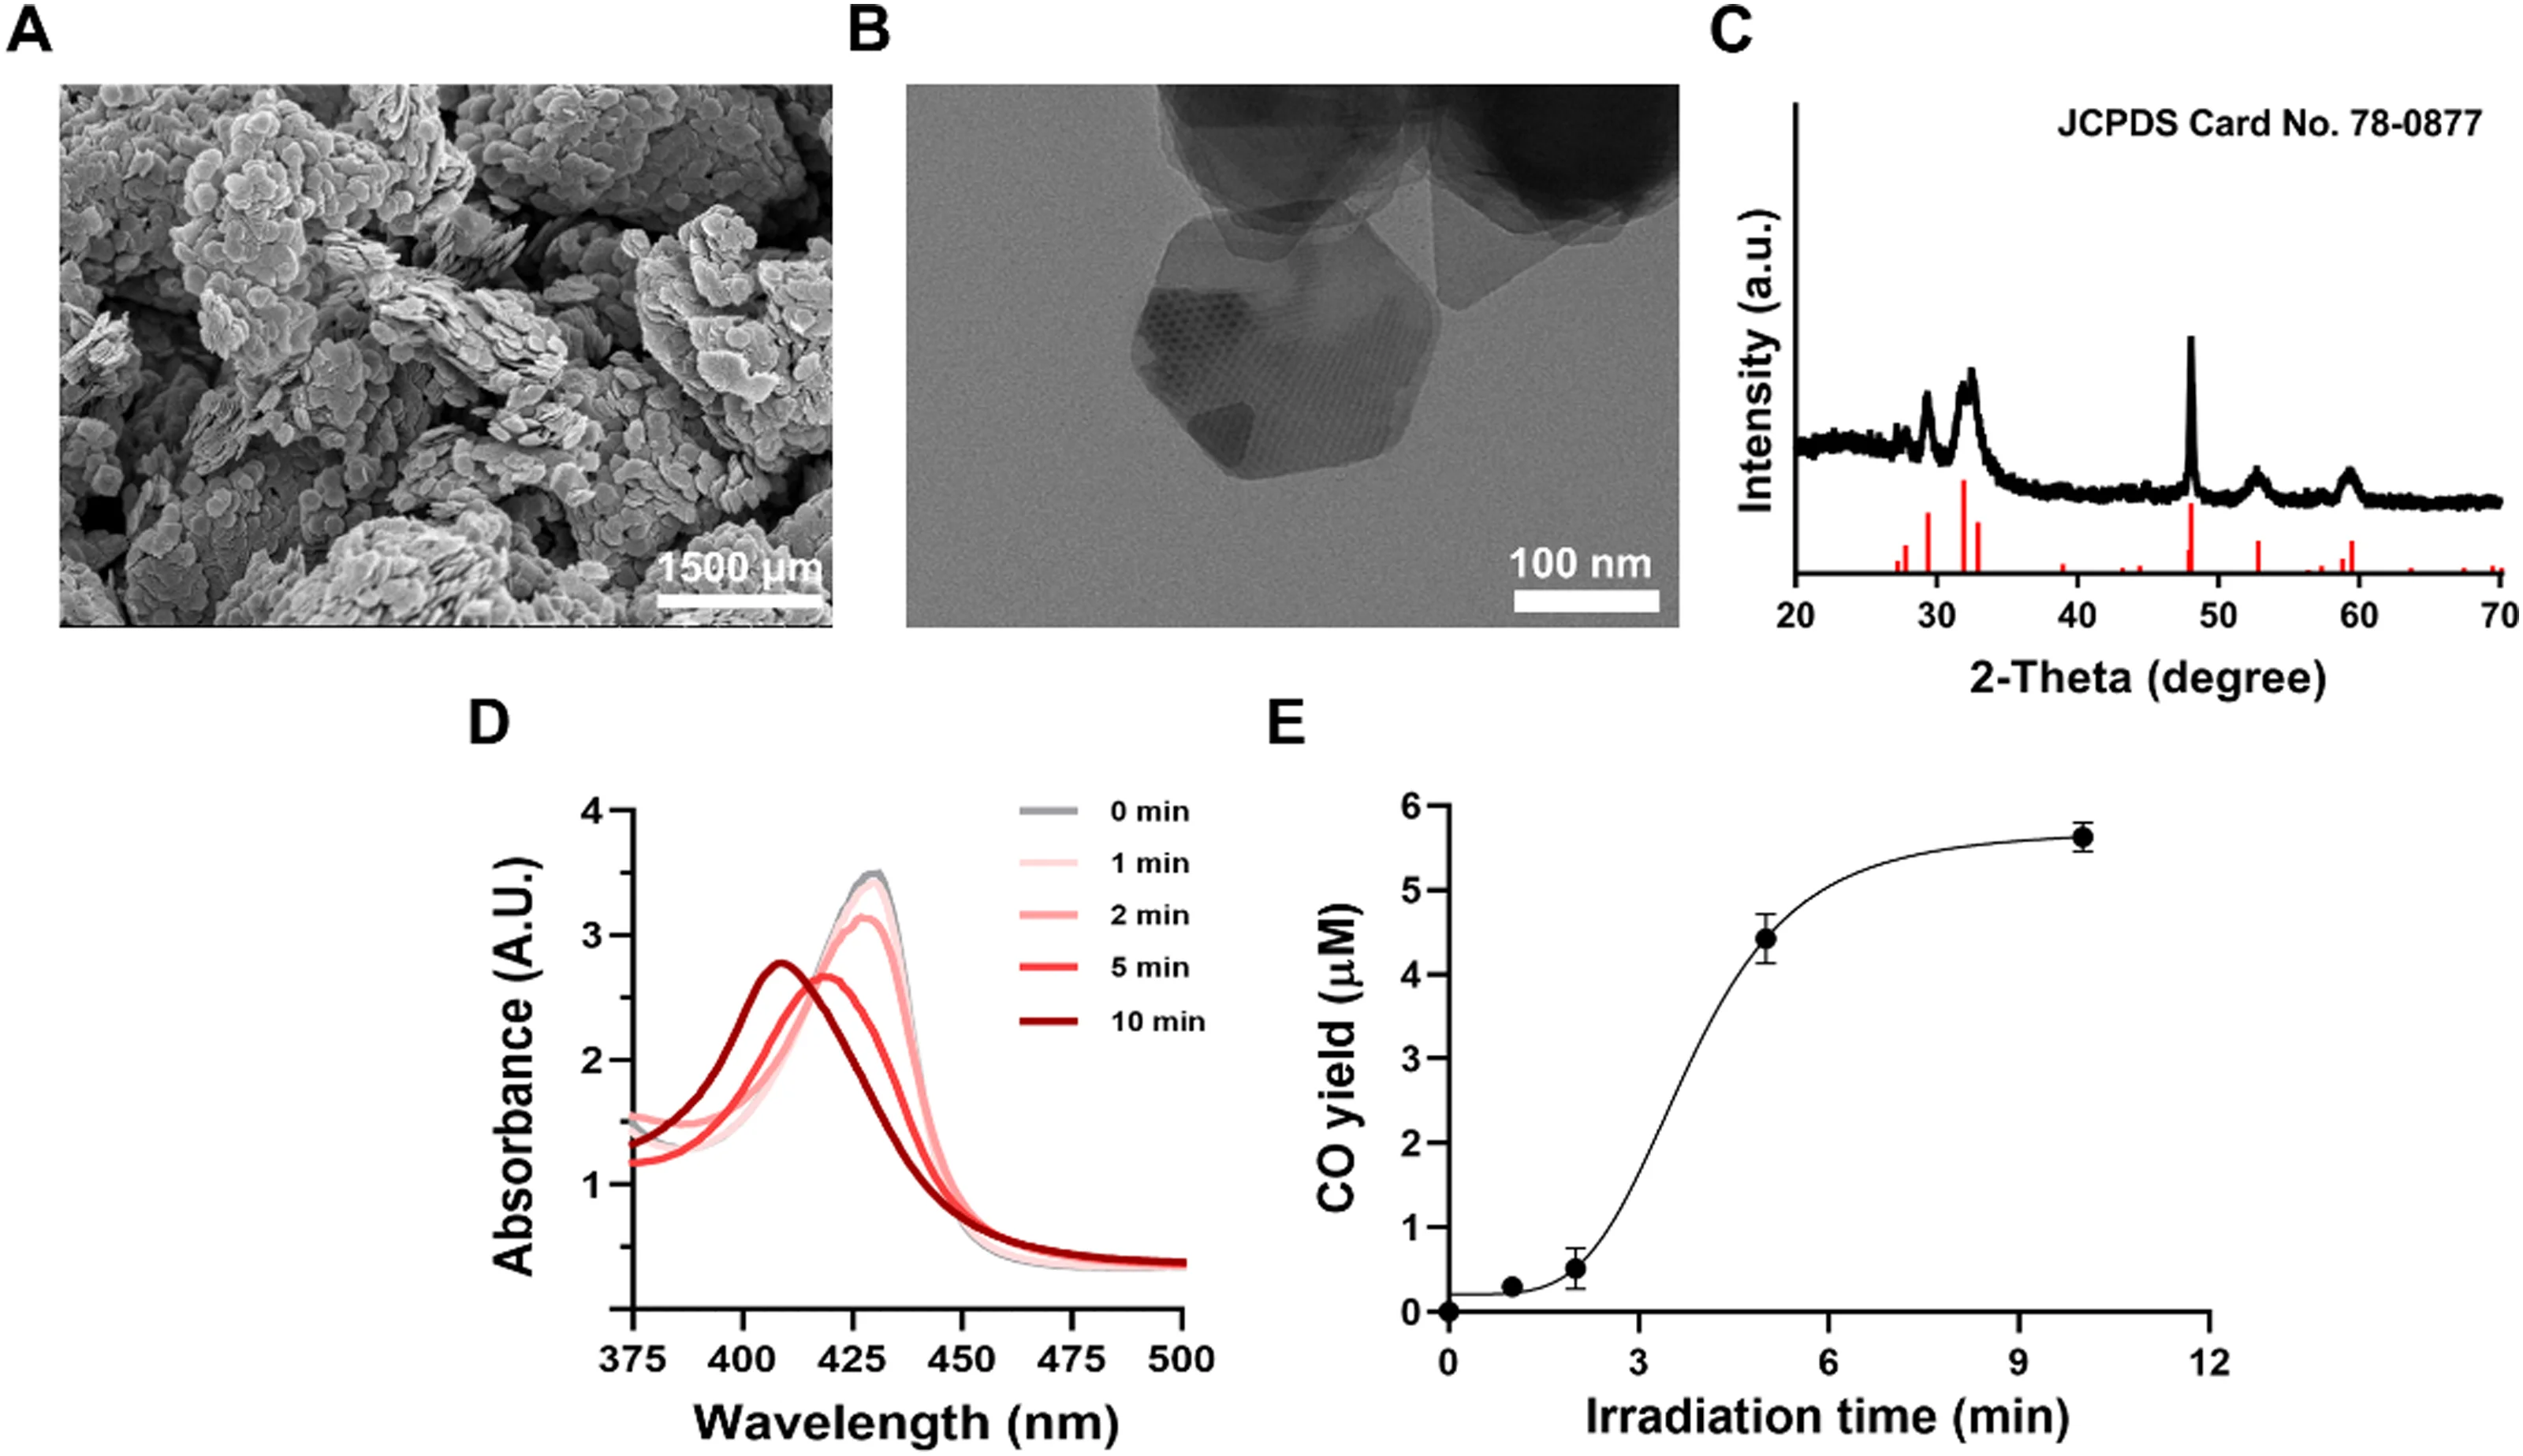 A
B
C
1500 μm
100 nm
JCPDS Card No. 78-0877
Intensity (a.u.)
20 30 40 50 60 70
2-Theta (degree)
D
E
4
3
2
1
Absorbance (A.U.)
0 min
1 min
2 min
5 min
10 min
375 400 425 450 475 500
Wavelength (nm)
6
5
4
3
2
1
0
CO yield (μM)
0 3 6 9 12
Irradiation time (min)